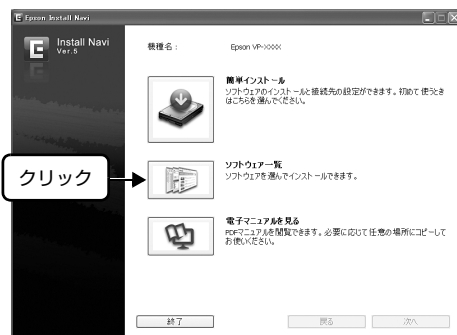 Epson Install Navi
Install Navi
Ver.5
機種名： Epson VP-XXXX
簡単インストール
ソフトウェアのインストールと接続先の設定ができます。初めて使うとき
はこちらを選んでください。
クリック
ソフトウェア一覧
ソフトウェアを選んでインストールできます。
電子マニュアルを見る
PDFマニュアルを閲覧できます。必要に応じて任意の場所にコピーして
お使いください。
終了 戻る 次へ